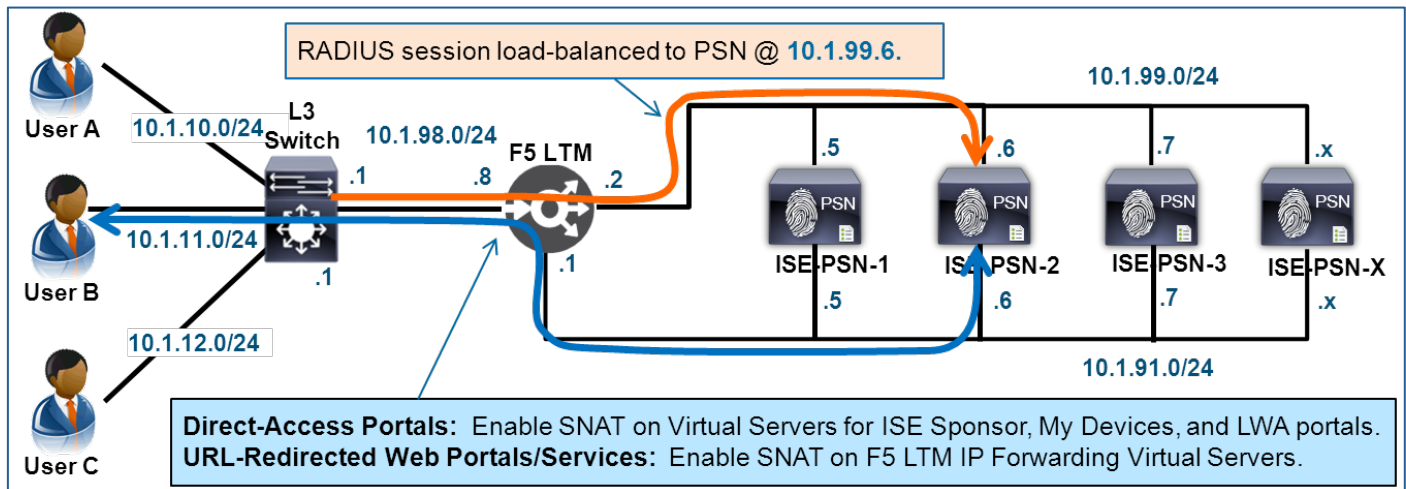 RADIUS session load-balanced to PSN @ 10.1.99.6.
10.1.99.0/24
User A
10.1.10.0/24
L3
Switch
10.1.98.0/24
F5 LTM
.1
.8
.2
.5
.6
.7
.x
PSN
PSN
PSN
PSN
10.1.11.0/24
User B
.1
.1
ISE-PSN-1
ISE-PSN-2
ISE-PSN-3
ISE-PSN-X
.5
.6
.7
.x
10.1.12.0/24
10.1.91.0/24
User C
Direct-Access Portals: Enable SNAT on Virtual Servers for ISE Sponsor, My Devices, and LWA portals.
URL-Redirected Web Portals/Services: Enable SNAT on F5 LTM IP Forwarding Virtual Servers.